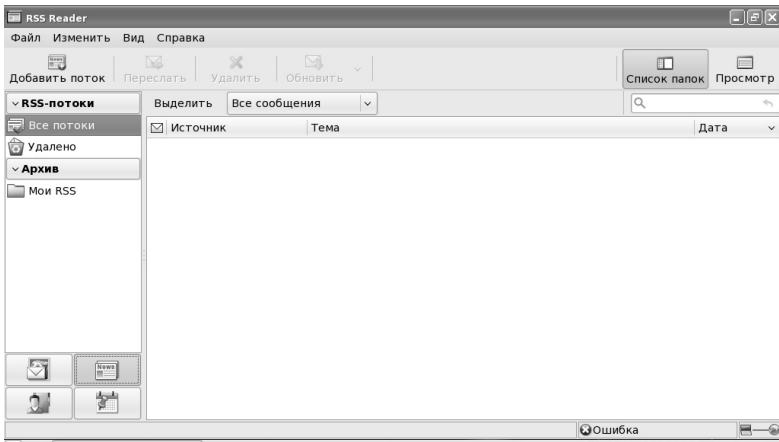 RSS Reader
Файл Изменить Вид Справка
Добавить поток Переслать Удалить Обновить Список папок Просмотр
RSS-потоки
Выделить Все сообщения
Все потоки
Источник Тема Дата
Удалено
Архив
Мои RSS
News
Ошибка